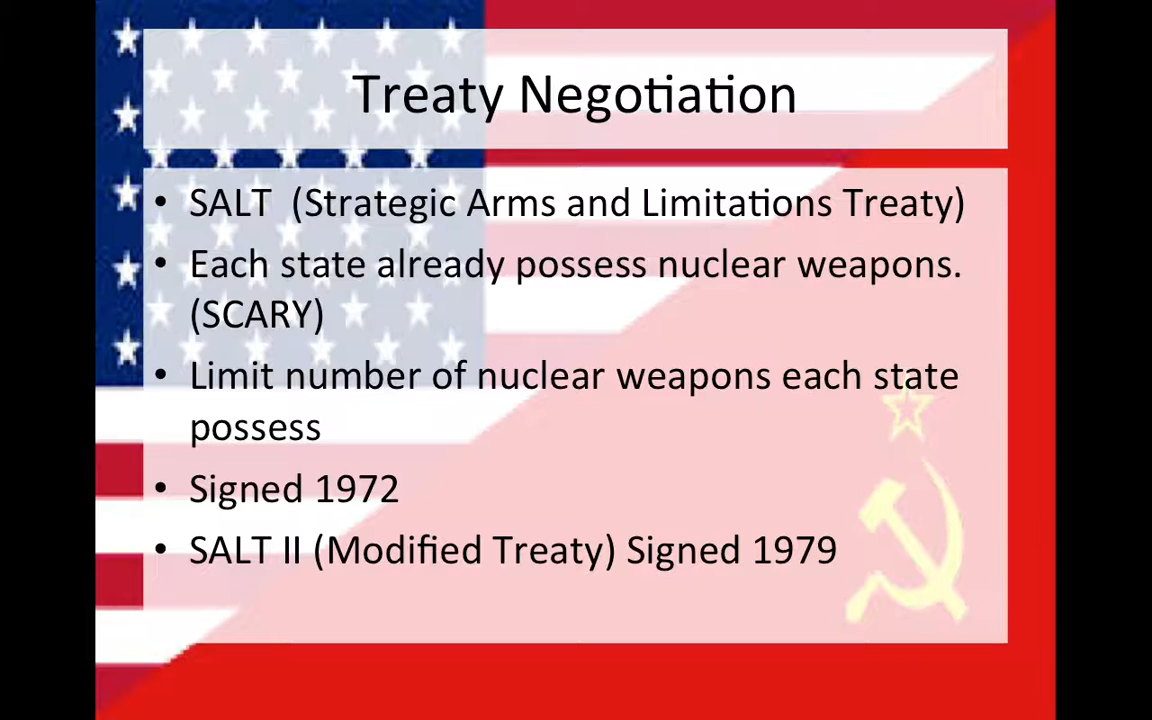 Treaty Negotiation
• SALT  (Strategic Arms and Limitations Treaty)
• Each state already possess nuclear weapons.
(SCARY)
• Limit number of nuclear weapons each state
possess
• Signed 1972
• SALT II (Modified Treaty) Signed 1979